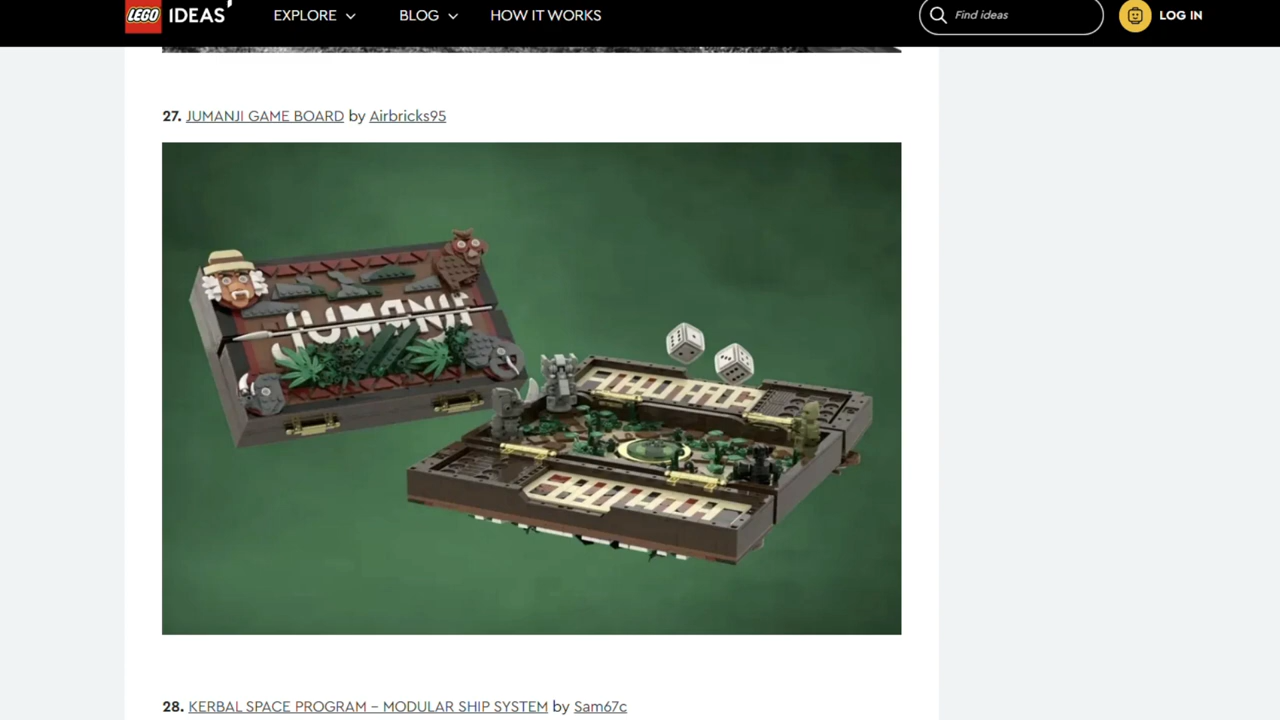 LEGO IDEAS EXPLORE BLOG HOW IT WORKS Find ideas LOG IN
27. JUMANJI GAME BOARD by Airbricks95
JUMANJI
28. KERBAL SPACE PROGRAM – MODULAR SHIP SYSTEM by Sam67c